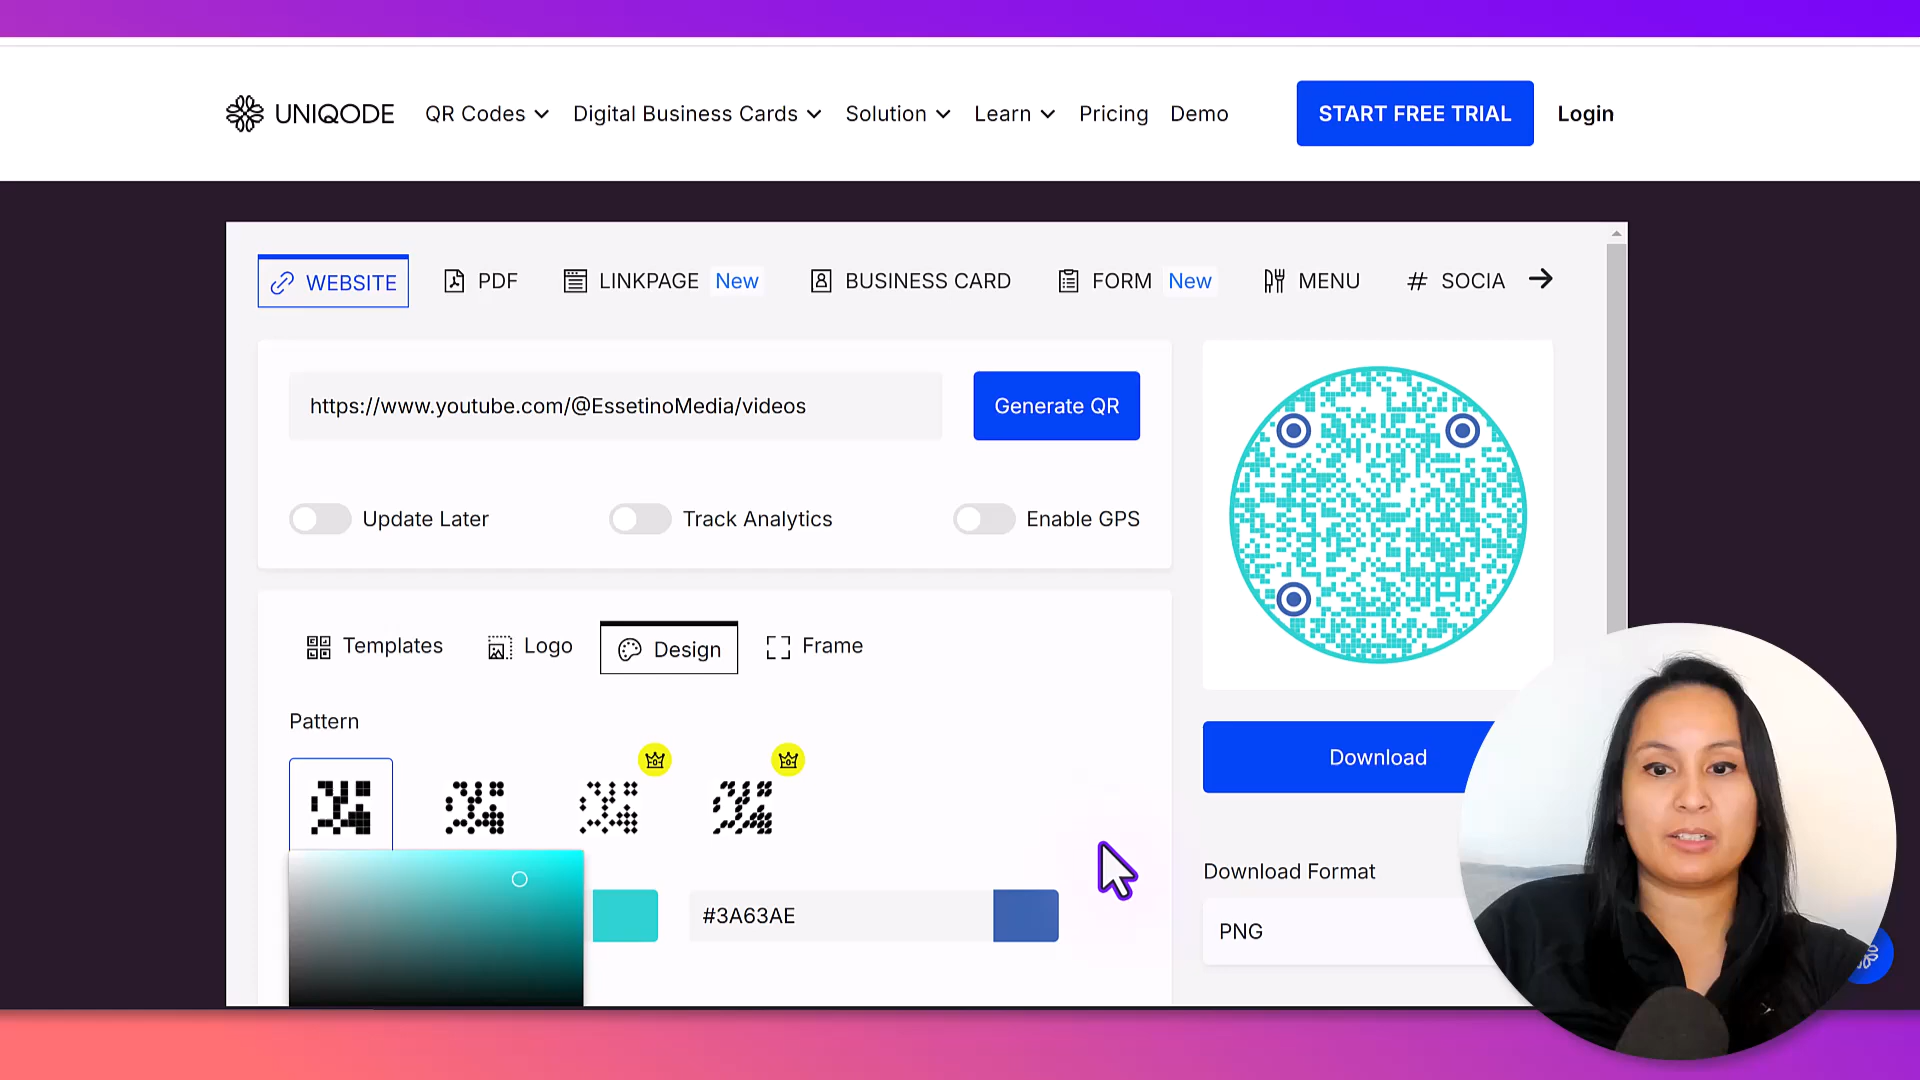 UNIQODE QR Codes Digital Business Cards Solution Learn Pricing Demo START FREE TRIAL Login
WEBSITE PDF LINKPAGE New BUSINESS CARD FORM New MENU # SOCIA
https://www.youtube.com/@EssetinoMedia/videos Generate QR
Update Later Track Analytics Enable GPS
Templates Logo Design Frame
Pattern
Download
Download Format
#3A63AE
PNG